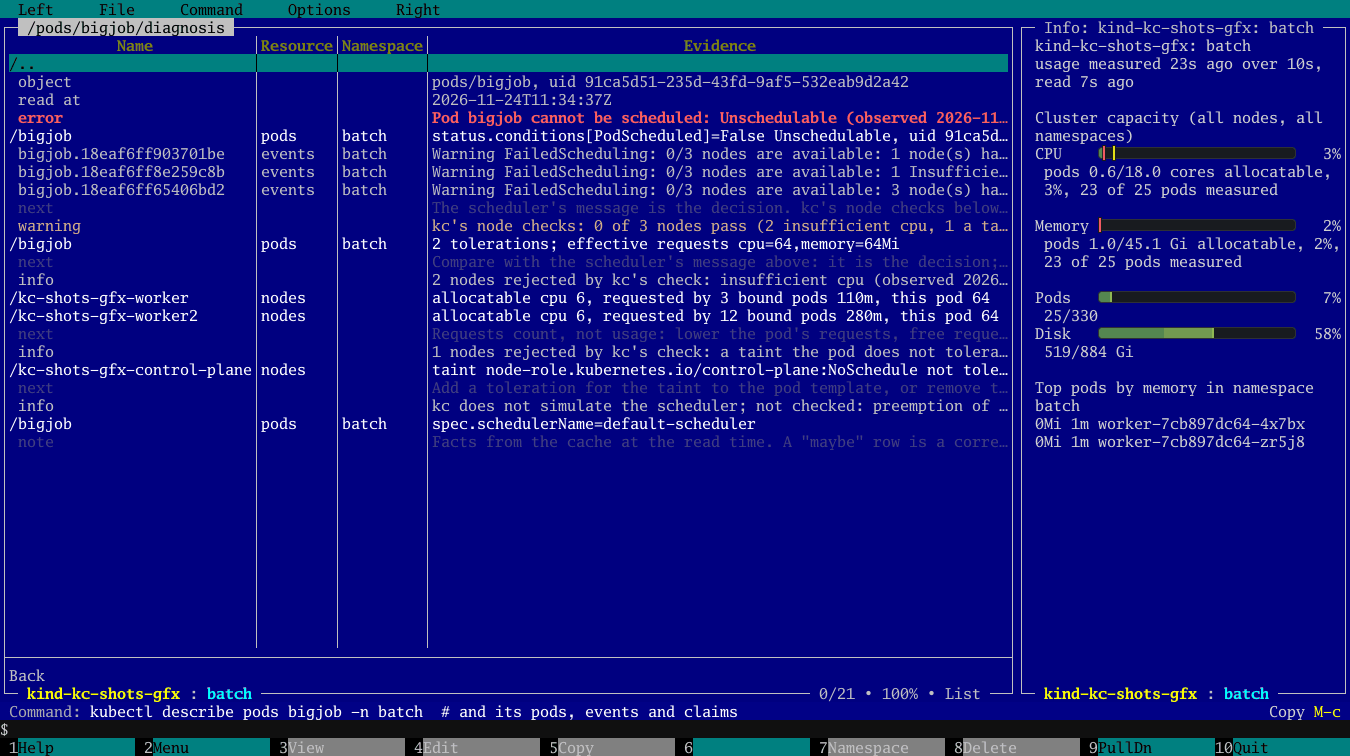 Left File Command Options Right
/pods/bigjob/diagnosis
Name Resource Namespace Evidence
/..
object pods/bigjob, uid 91ca5d51-235d-43fd-9af5-532eab9d2a42
read at 2026-11-24T11:34:37Z
error Pod bigjob cannot be scheduled: Unschedulable (observed 2026-11…
/bigjob pods batch status.conditions[PodScheduled]=False Unschedulable, uid 91ca5d…
bigjob.18eaf6ff903701be events batch Warning FailedScheduling: 0/3 nodes are available: 1 node(s) ha…
bigjob.18eaf6ff8e259c8b events batch Warning FailedScheduling: 0/3 nodes are available: 1 Insufficie…
bigjob.18eaf6ff65406bd2 events batch Warning FailedScheduling: 0/3 nodes are available: 3 node(s) ha…
next The scheduler's message is the decision. kc's node checks below…
warning kc's node checks: 0 of 3 nodes pass (2 insufficient cpu, 1 a ta…
/bigjob pods batch 2 tolerations; effective requests cpu=64,memory=64Mi
next Compare with the scheduler's message above: it is the decision;…
info 2 nodes rejected by kc's check: insufficient cpu (observed 2026…
/kc-shots-gfx-worker nodes allocatable cpu 6, requested by 3 bound pods 110m, this pod 64
/kc-shots-gfx-worker2 nodes allocatable cpu 6, requested by 12 bound pods 280m, this pod 64
next Requests count, not usage: lower the pod's requests, free reque…
info 1 nodes rejected by kc's check: a taint the pod does not tolera…
/kc-shots-gfx-control-plane nodes taint node-role.kubernetes.io/control-plane:NoSchedule not tole…
next Add a toleration for the taint to the pod template, or remove t…
info kc does not simulate the scheduler; not checked: preemption of …
/bigjob pods batch spec.schedulerName=default-scheduler
note Facts from the cache at the read time. A "maybe" row is a corre…
Back
kind-kc-shots-gfx : batch 0/21 • 100% • List
Info: kind-kc-shots-gfx: batch
kind-kc-shots-gfx: batch
usage measured 23s ago over 10s,
read 7s ago
Cluster capacity (all nodes, all
namespaces)
CPU 3%
pods 0.6/18.0 cores allocatable,
3%, 23 of 25 pods measured
Memory 2%
pods 1.0/45.1 Gi allocatable, 2%,
23 of 25 pods measured
Pods 7%
25/330
Disk 58%
519/884 Gi
Top pods by memory in namespace
batch
0Mi 1m worker-7cb897dc64-4x7bx
0Mi 1m worker-7cb897dc64-zr5j8
kind-kc-shots-gfx : batch
Command: kubectl describe pods bigjob -n batch # and its pods, events and claims Copy M-c
$
1Help 2Menu 3View 4Edit 5Copy 6 7Namespace 8Delete 9PullDn 10Quit